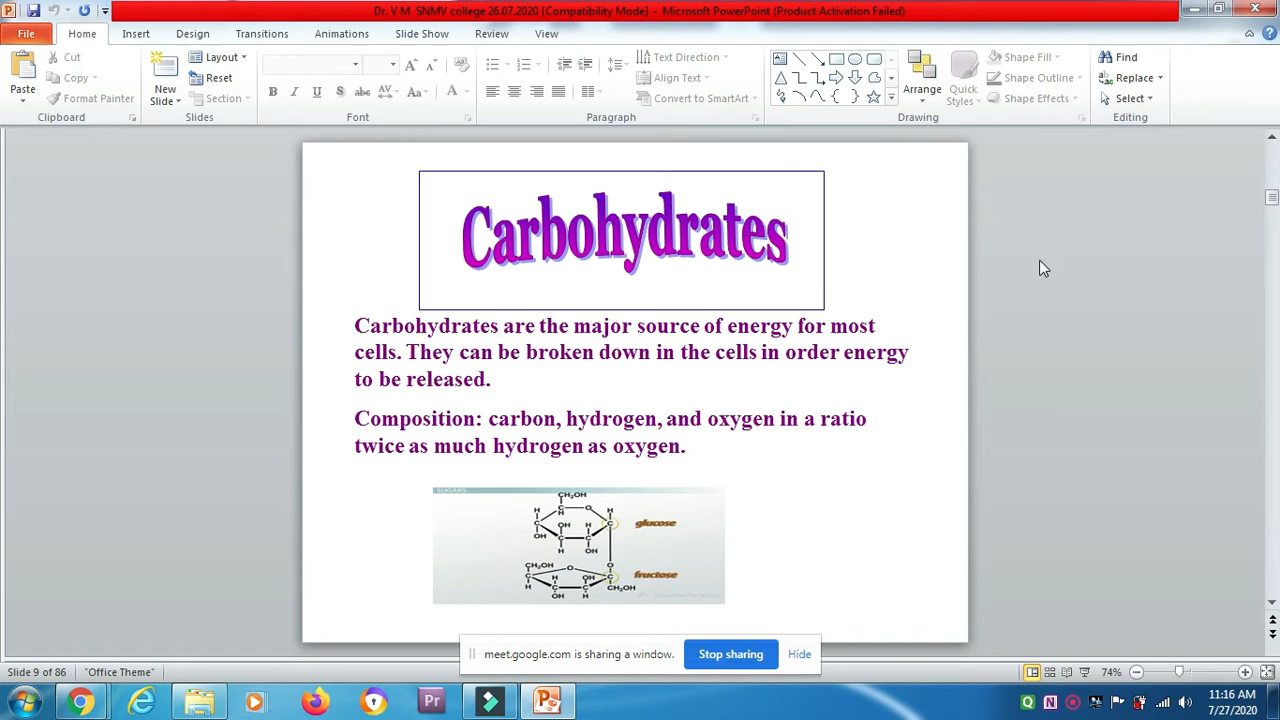 Dr. V M SNMV college 26.07.2020 [Compatibility Mode] - Microsoft PowerPoint (Product Activation Failed)
File Home Insert Design Transitions Animations Slide Show Review View
Paste
Cut
Copy
Format Painter
Clipboard
New
Slide
Layout
Reset
Section
Slides
B I U S abc AV Aa A
Font
Text Direction
Align Text
Convert to SmartArt
Paragraph
Arrange
Quick
Styles
Shape Fill
Shape Outline
Shape Effects
Drawing
Find
Replace
Select
Editing
Carbohydrates
Carbohydrates are the major source of energy for most
cells. They can be broken down in the cells in order energy
to be released.
Composition: carbon, hydrogen, and oxygen in a ratio
twice as much hydrogen as oxygen.
SUGARS
glucose
fructose
meet.google.com is sharing a window.
Stop sharing
Hide
Slide 9 of 86
"Office Theme"
74%
11:16 AM
7/27/2020